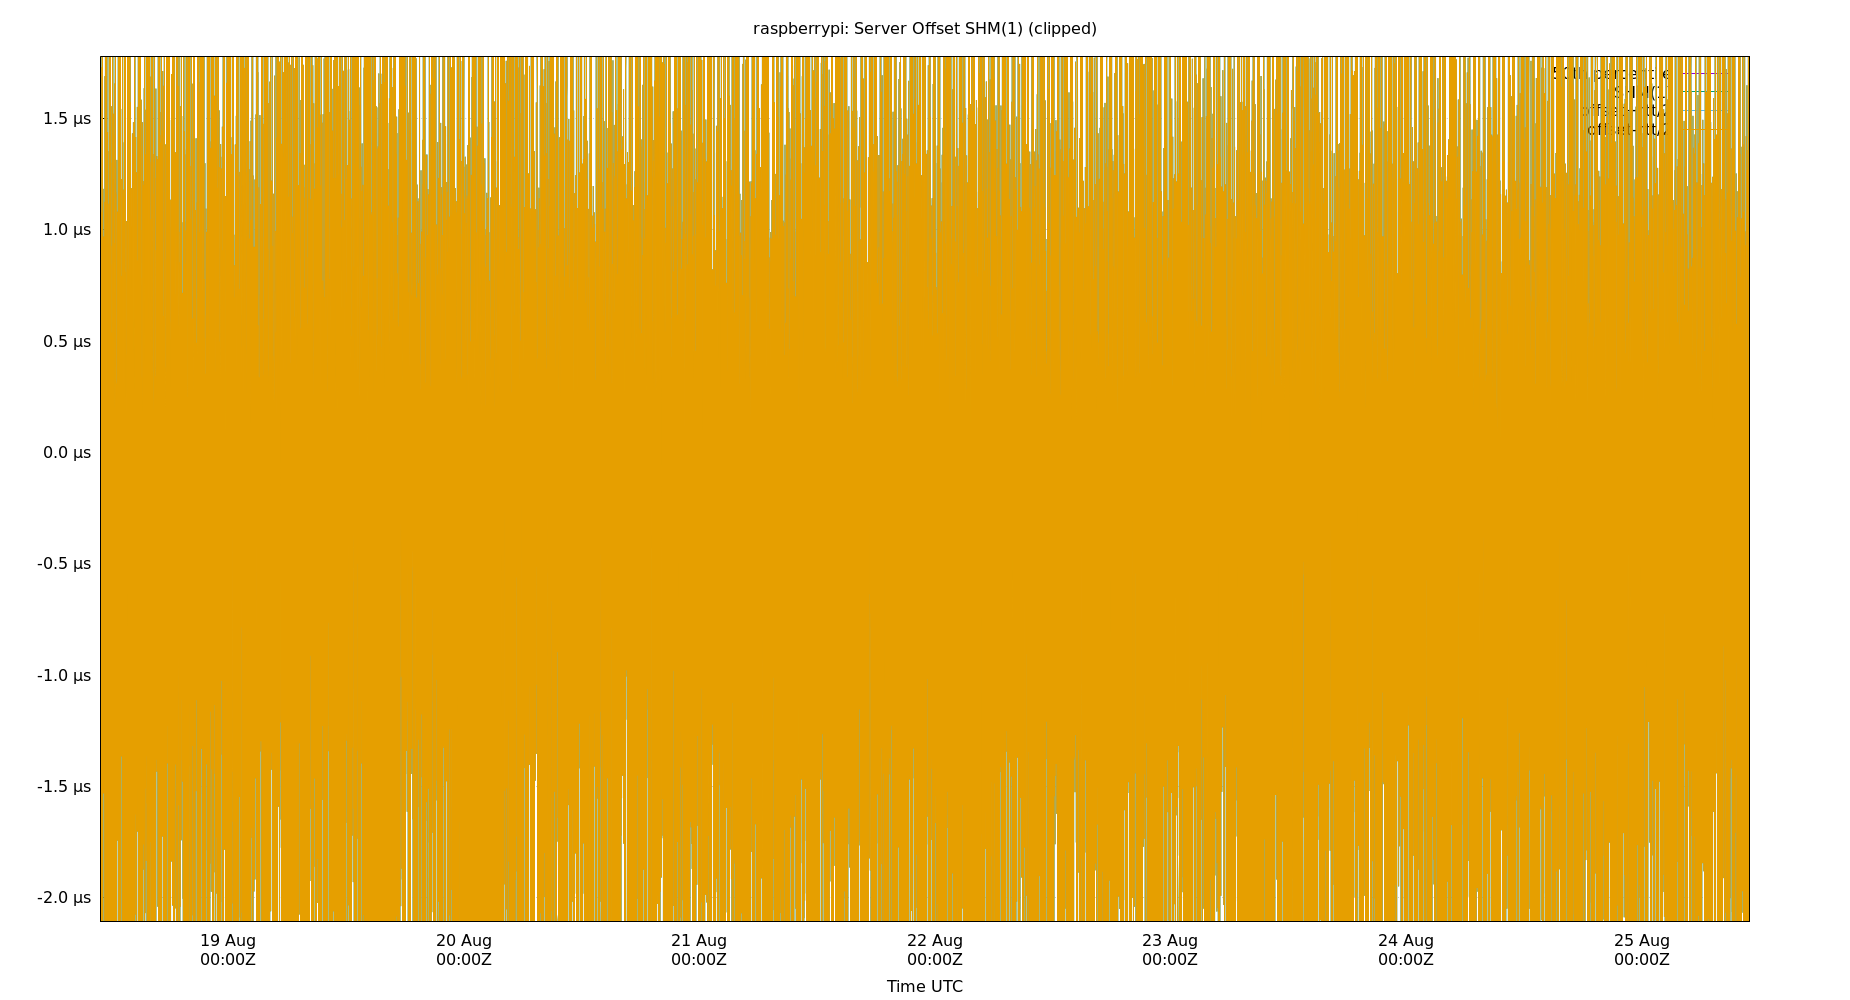 raspberrypi: Server Offset SHM(1) (clipped)
1.5 µs
1.0 µs
0.5 µs
0.0 µs
-0.5 µs
-1.0 µs
-1.5 µs
-2.0 µs
19 Aug 20 Aug 21 Aug 22 Aug 23 Aug 24 Aug 25 Aug
00:00Z 00:00Z 00:00Z 00:00Z 00:00Z 00:00Z 00:00Z
Time UTC